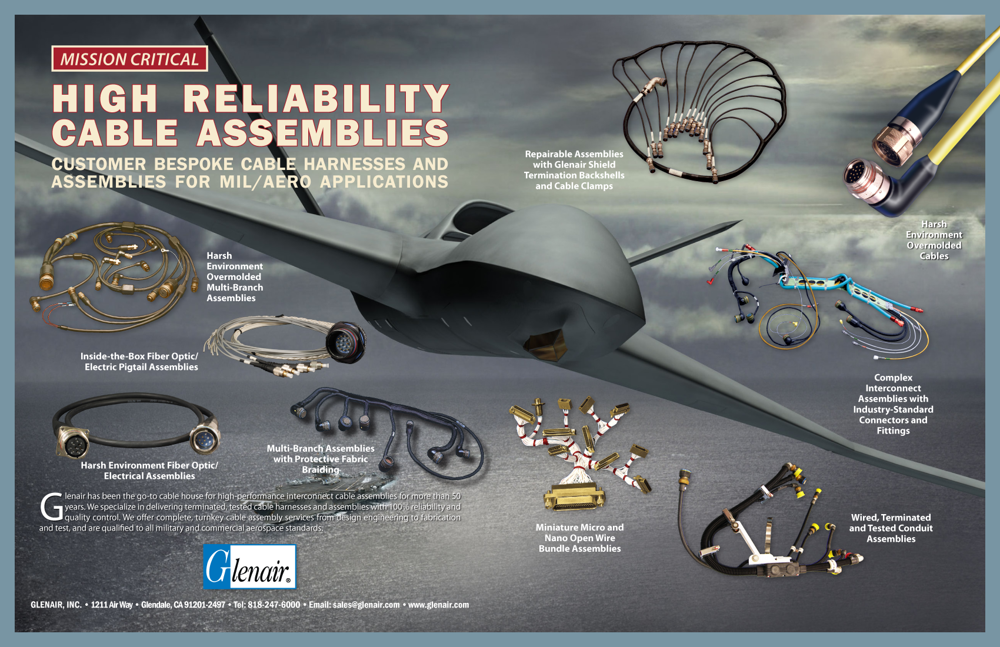 MISSION CRITICAL
HIGH RELIABILITY
CABLE ASSEMBLIES
CUSTOMER BESPOKE CABLE HARNESSES AND
ASSEMBLIES FOR MIL/AERO APPLICATIONS
Repairable Assemblies
with Glenair Shield
Termination Backshells
and Cable Clamps
Harsh
Environment
Overmolded
Cables
Harsh
Environment
Overmolded
Multi-Branch
Assemblies
Inside-the-Box Fiber Optic/
Electric Pigtail Assemblies
Complex
Interconnect
Assemblies with
Industry-Standard
Connectors and
Fittings
Harsh Environment Fiber Optic/
Electrical Assemblies
Multi-Branch Assemblies
with Protective Fabric
Braiding
Miniature Micro and
Nano Open Wire
Bundle Assemblies
Wired, Terminated
and Tested Conduit
Assemblies
Glenair has been the go-to cable house for high-performance interconnect cable assemblies for more than 50
years. We specialize in delivering terminated, tested cable harnesses and assemblies with 100% reliability and
quality control. We offer complete, turnkey cable assembly services from design engineering to fabrication
and test, and are qualified to all military and commercial aerospace standards.
Glenair®
GLENAIR, INC. • 1211 Air Way • Glendale, CA 91201-2497 • Tel: 818-247-6000 • Email: sales@glenair.com • www.glenair.com